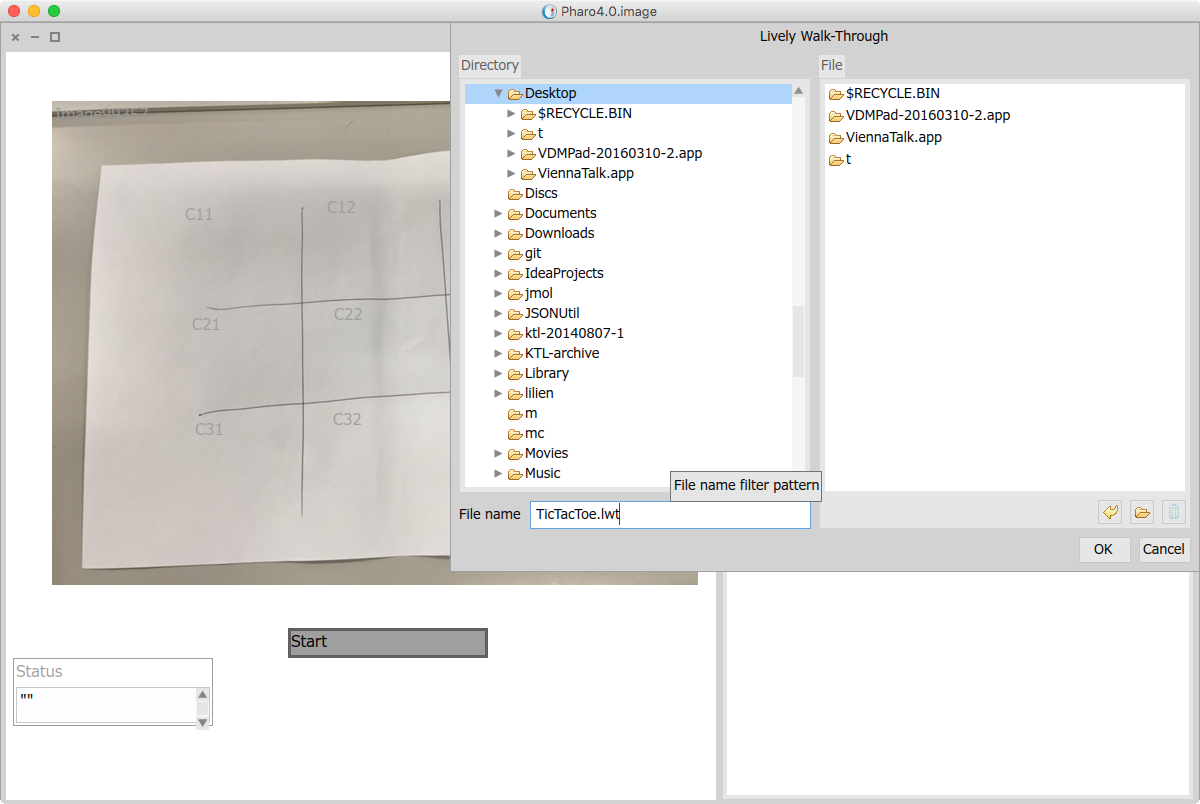 Pharo4.0.image
Lively Walk-Through
Directory
Desktop
$RECYCLE.BIN
t
VDMPad-20160310-2.app
ViennaTalk.app
Discs
Documents
Downloads
git
IdeaProjects
jmol
JSONUtil
ktl-20140807-1
KTL-archive
Library
lilien
m
mc
Movies
Music
File
$RECYCLE.BIN
VDMPad-20160310-2.app
ViennaTalk.app
t
File name filter pattern
File name
TicTacToe.lwt
OK
Cancel
C11
C12
C21
C22
C31
C32
Start
Status
""